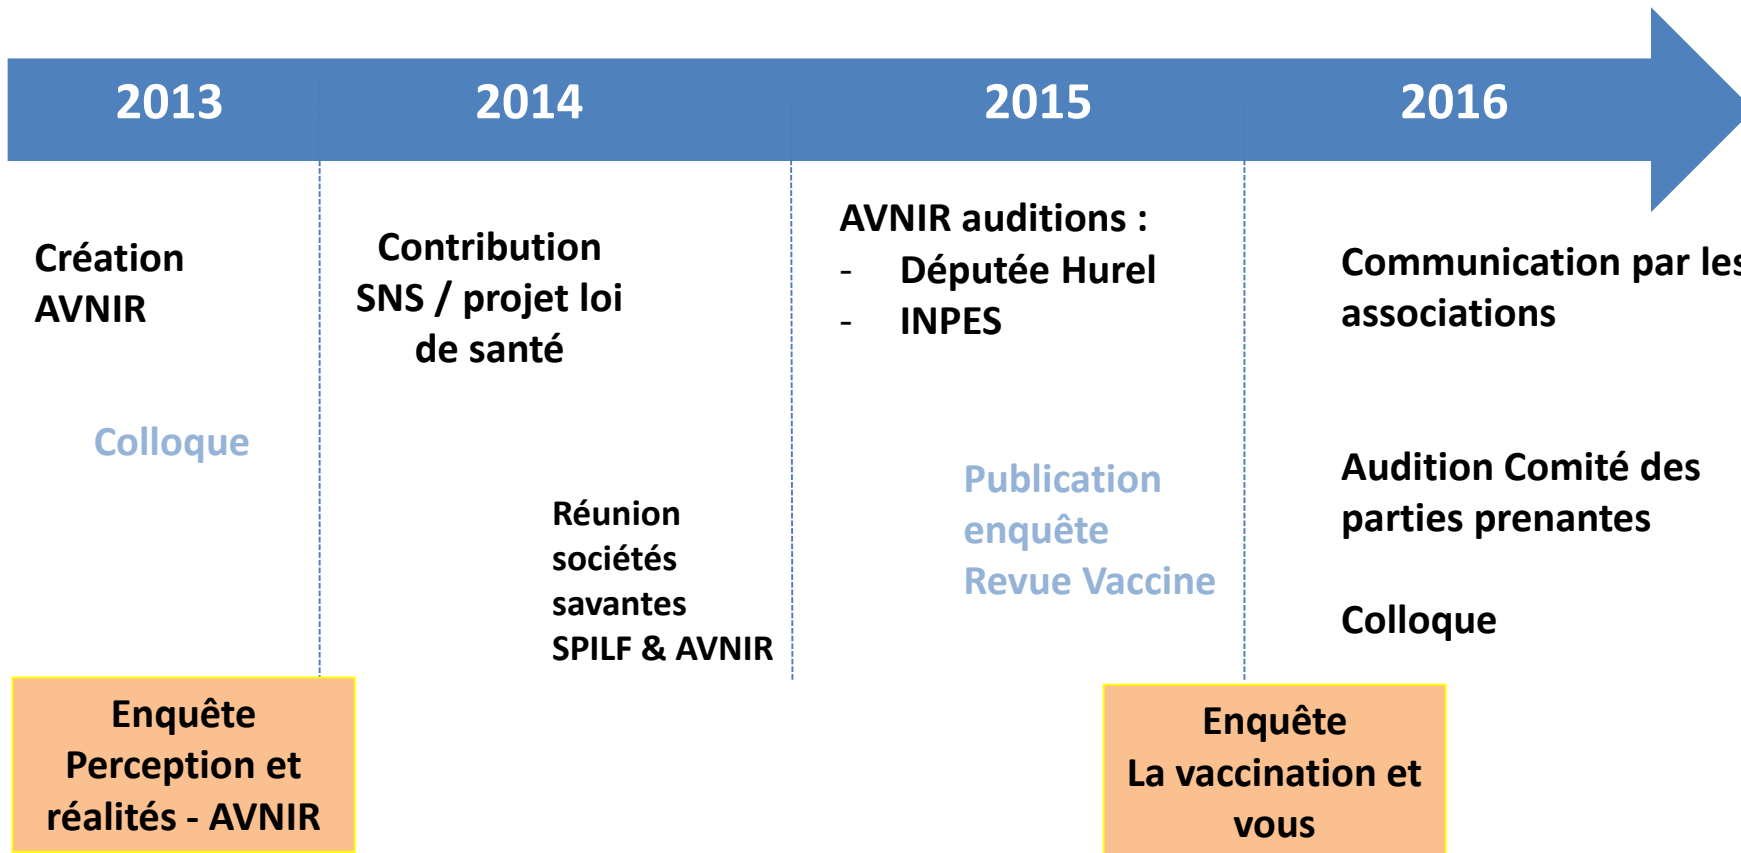 2013
2014
2015
2016
Création
AVNIR
Colloque
Enquête
Perception et
réalités - AVNIR
Contribution
SNS / projet loi
de santé
Réunion
sociétés
savantes
SPILF & AVNIR
AVNIR auditions :
- Députée Hurel
- INPES
Publication
enquête
Revue Vaccine
Enquête
La vaccination et
vous
Communication par les
associations
Audition Comité des
parties prenantes
Colloque